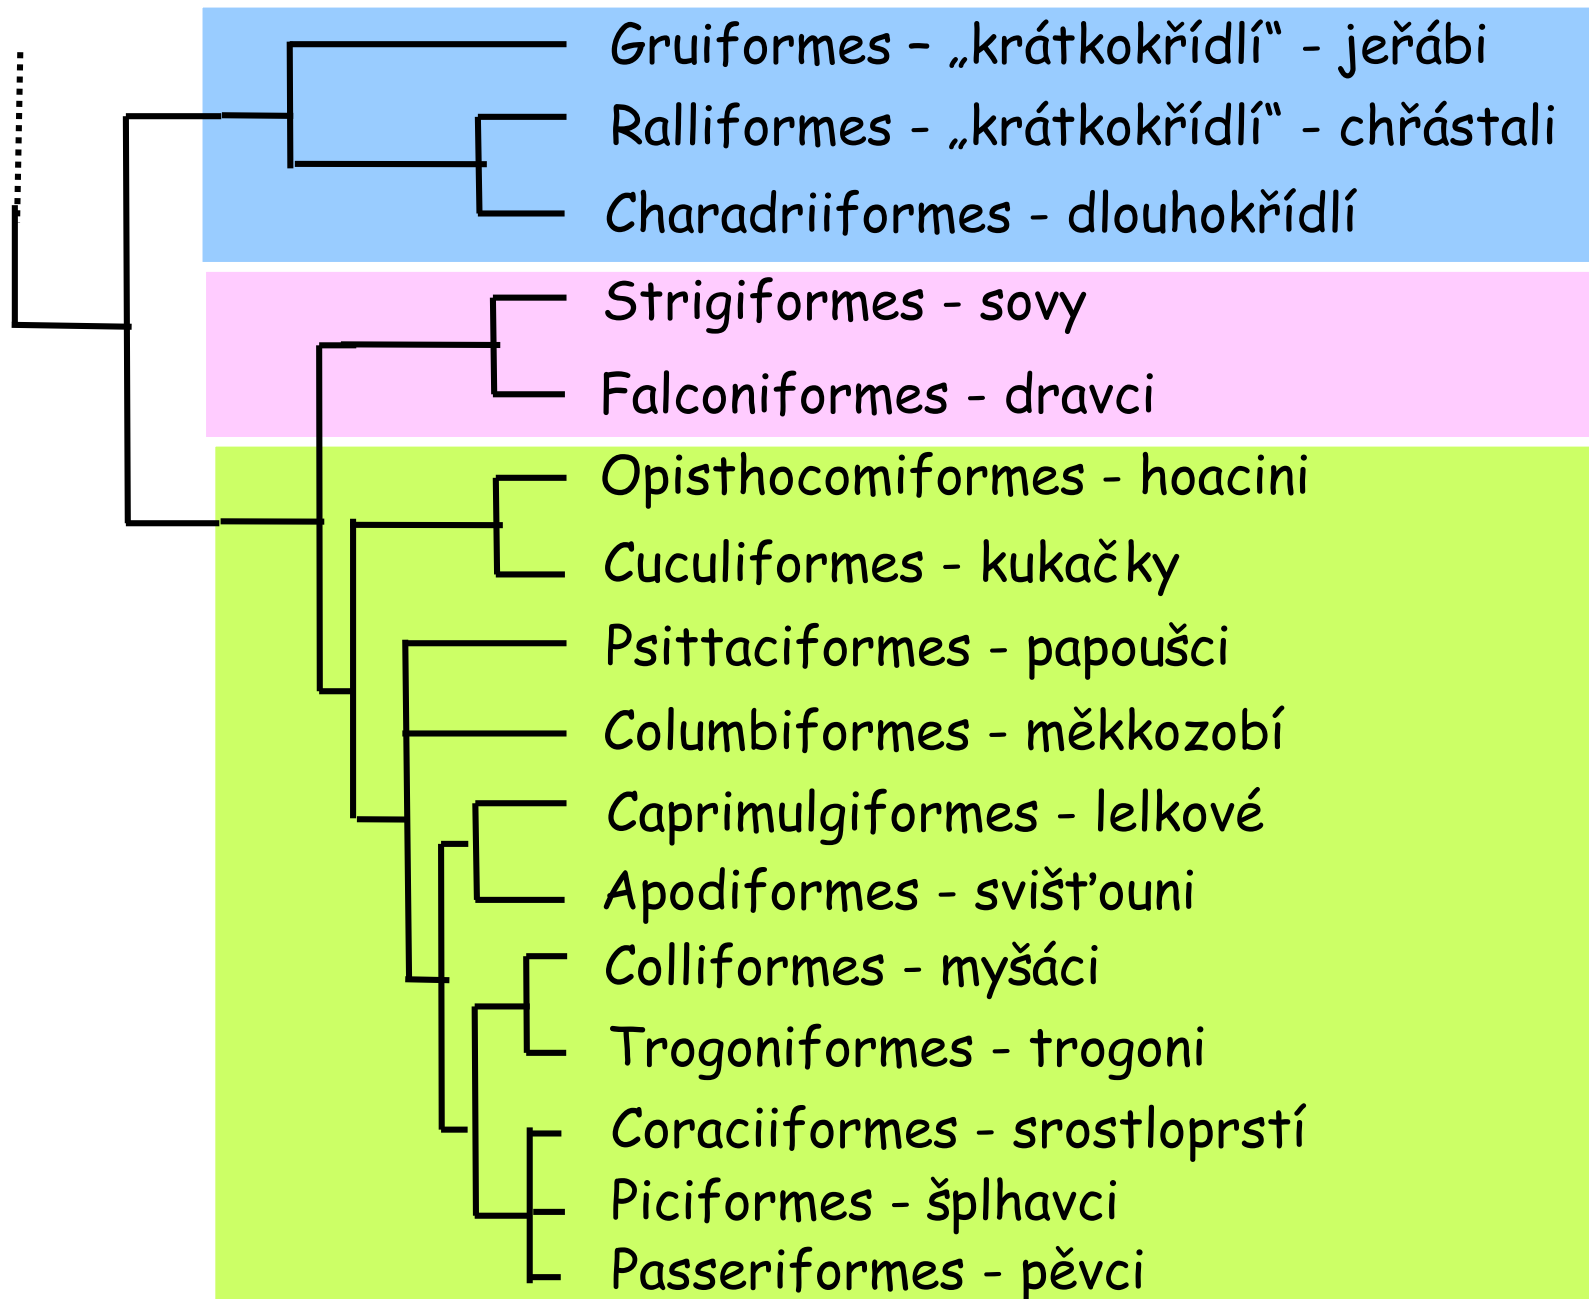 Gruiformes – „krátkokřídlí“ - jeřábi
Ralliformes - „krátkokřídlí“ - chřástali
Charadriiformes - dlouhokřídlí
Strigiformes - sovy
Falconiformes - dravci
Opisthocomiformes - hoacini
Cuculiformes - kukačky
Psittaciformes - papoušci
Columbiformes - měkkozobí
Caprimulgiformes - lelkové
Apodiformes - svišťouni
Colliformes - myšáci
Trogoniformes - trogoni
Coraciiformes - srostloprstí
Piciformes - šplhavci
Passeriformes - pěvci